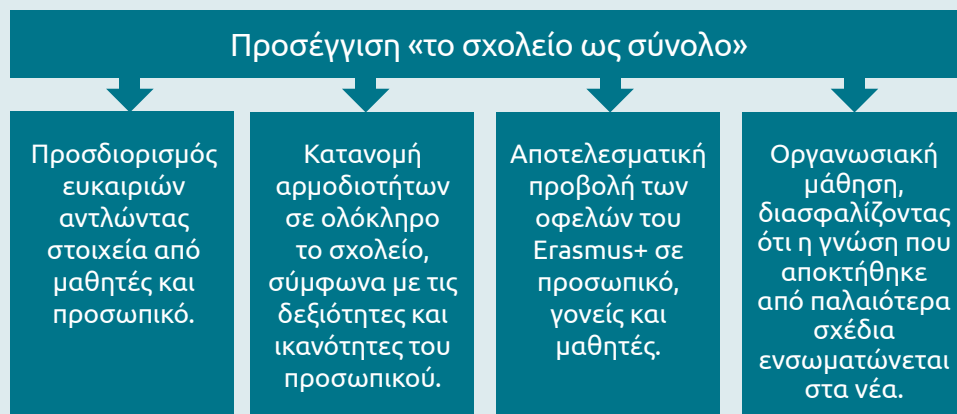 Προσέγγιση «το σχολείο ως σύνολο»
Προσδιορισμός
ευκαιριών
αντλώντας
στοιχεία από
μαθητές και
προσωπικό.
Κατανομή
αρμοδιοτήτων
σε ολόκληρο
το σχολείο,
σύμφωνα με τις
δεξιότητες και
ικανότητες του
προσωπικού.
Αποτελεσματική
προβολή των
οφελών του
Erasmus+ σε
προσωπικό,
γονείς και
μαθητές.
Οργανωσιακή
μάθηση,
διασφαλίζοντας
ότι η γνώση που
αποκτήθηκε
από παλαιότερα
σχέδια
ενσωματώνεται
στα νέα.